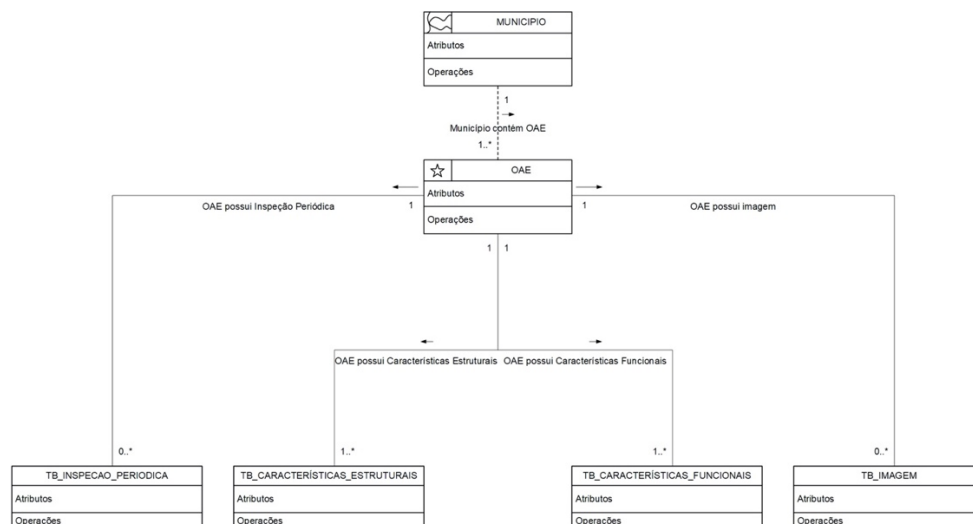 MUNICIPIO
Atributos
Operações
1
Município contém OAE
1..*
OAE
Atributos
Operações
OAE possui Inspeção Periódica
1
1
OAE possui imagem
1
1
OAE possui Características Estruturais
OAE possui Características Funcionais
0..*
1..*
1..*
0..*
TB_INSPECAO_PERIODICA
TB_CARACTERÍSTICAS_ESTRUTURAIS
TB_CARACTERÍSTICAS_FUNCIONAIS
TB_IMAGEM
Atributos
Atributos
Atributos
Atributos
Operações
Operações
Operações
Operações